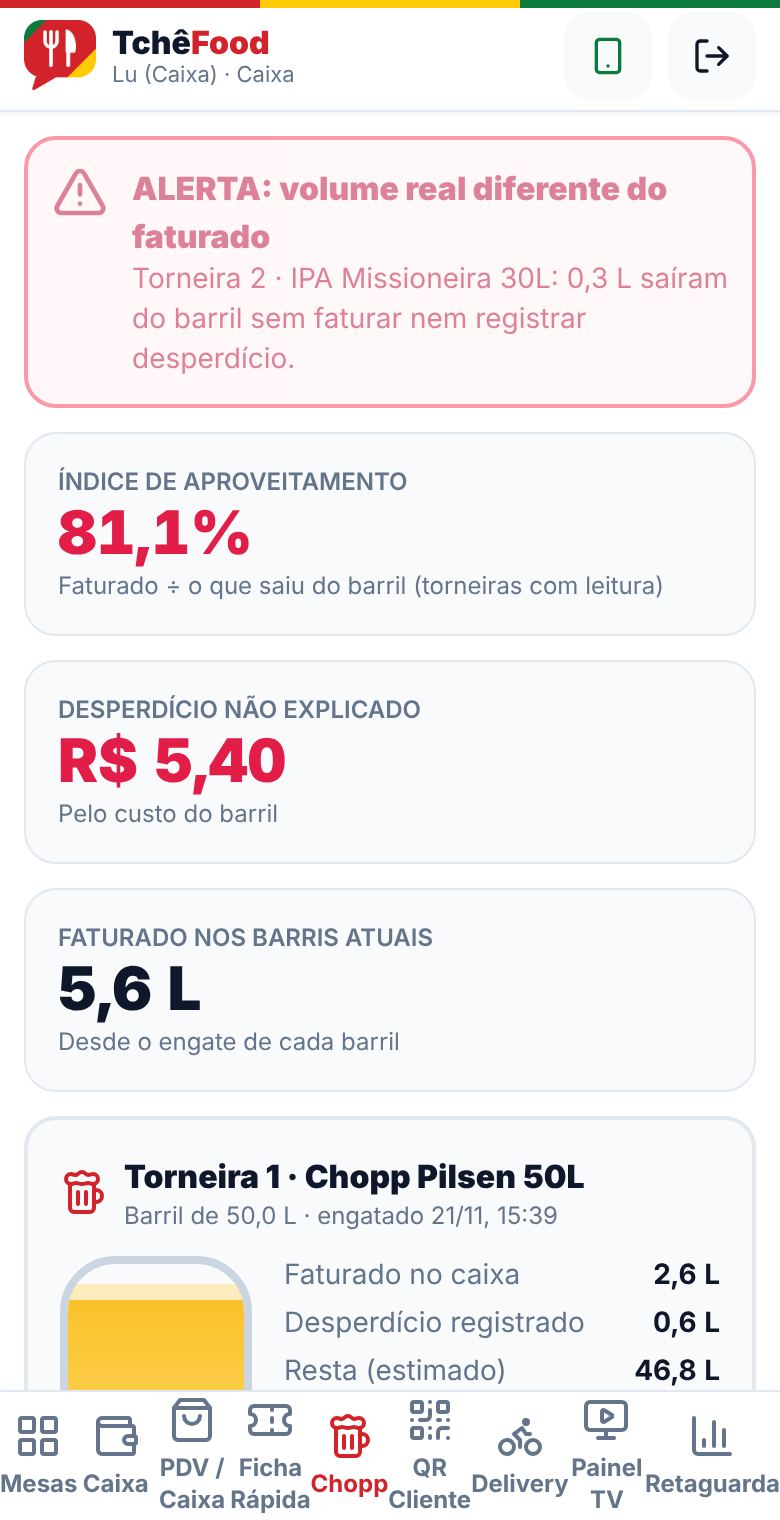 TchêFood
Lu (Caixa) · Caixa
ALERTA: volume real diferente do
faturado
Torneira 2 · IPA Missioneira 30L: 0,3 L saíram
do barril sem faturar nem registrar
desperdício.
ÍNDICE DE APROVEITAMENTO
81,1%
Faturado ÷ o que saiu do barril (torneiras com leitura)
DESPERDÍCIO NÃO EXPLICADO
R$ 5,40
Pelo custo do barril
FATURADO NOS BARRIS ATUAIS
5,6 L
Desde o engate de cada barril
Torneira 1 · Chopp Pilsen 50L
Barril de 50,0 L · engatado 21/11, 15:39
Faturado no caixa 2,6 L
Desperdício registrado 0,6 L
Resta (estimado) 46,8 L
Mesas
Caixa
PDV /
Caixa
Ficha
Rápida
Chopp
QR
Cliente
Delivery
Painel
TV
Retaguarda